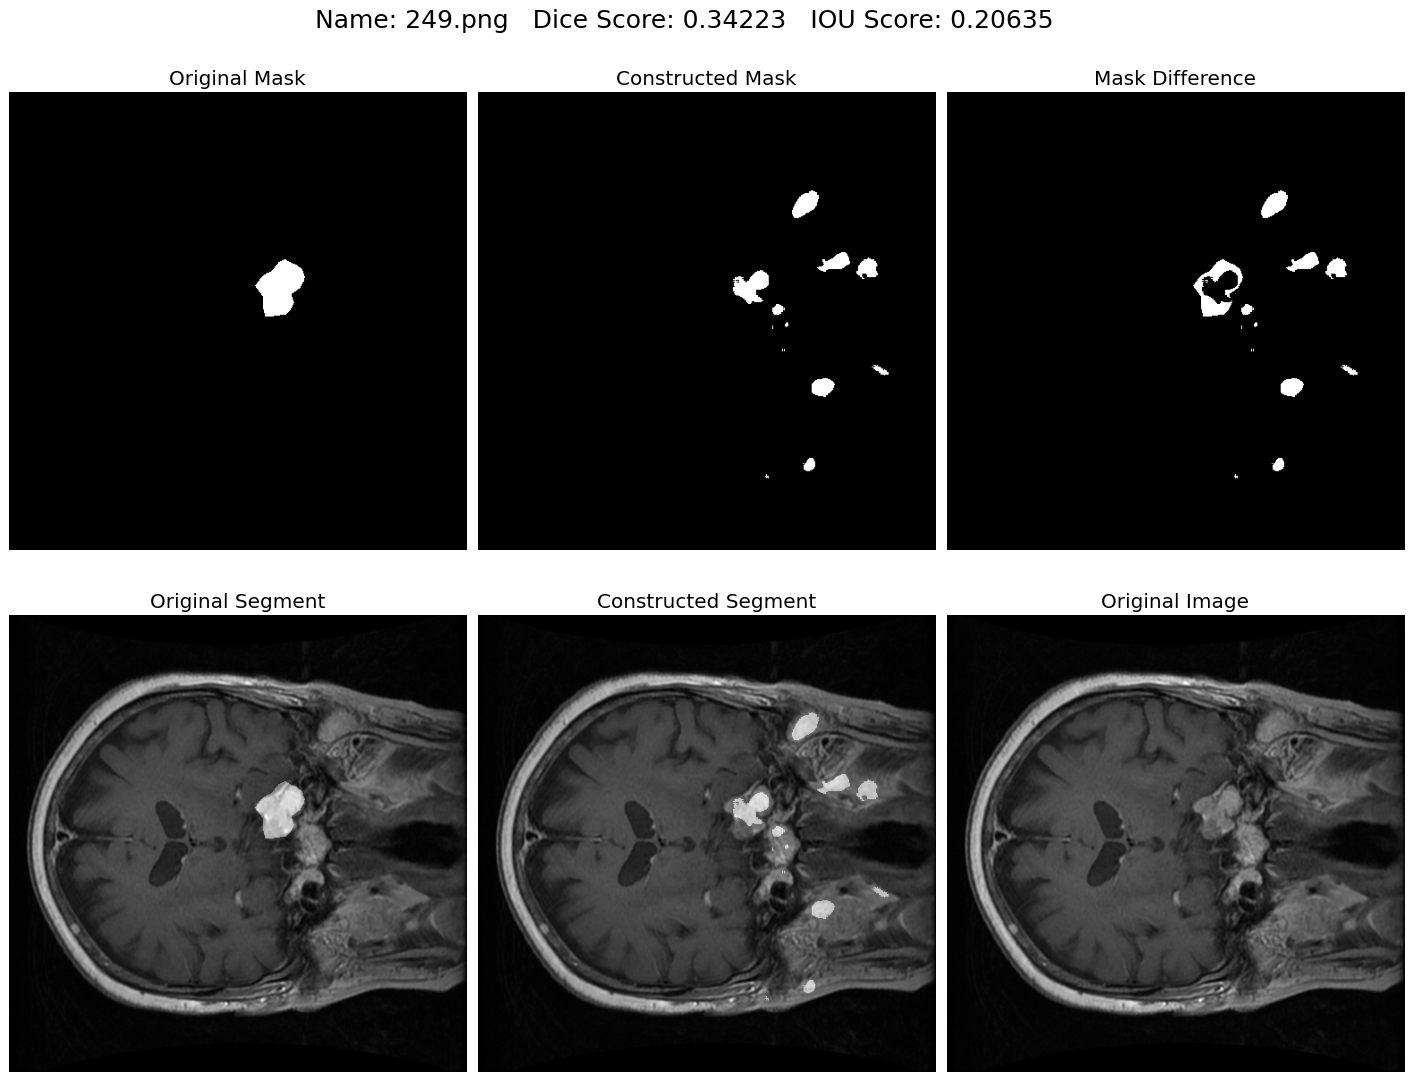 Name: 249.png   Dice Score: 0.34223   IOU Score: 0.20635
Original Mask
Constructed Mask
Mask Difference
Original Segment
Constructed Segment
Original Image